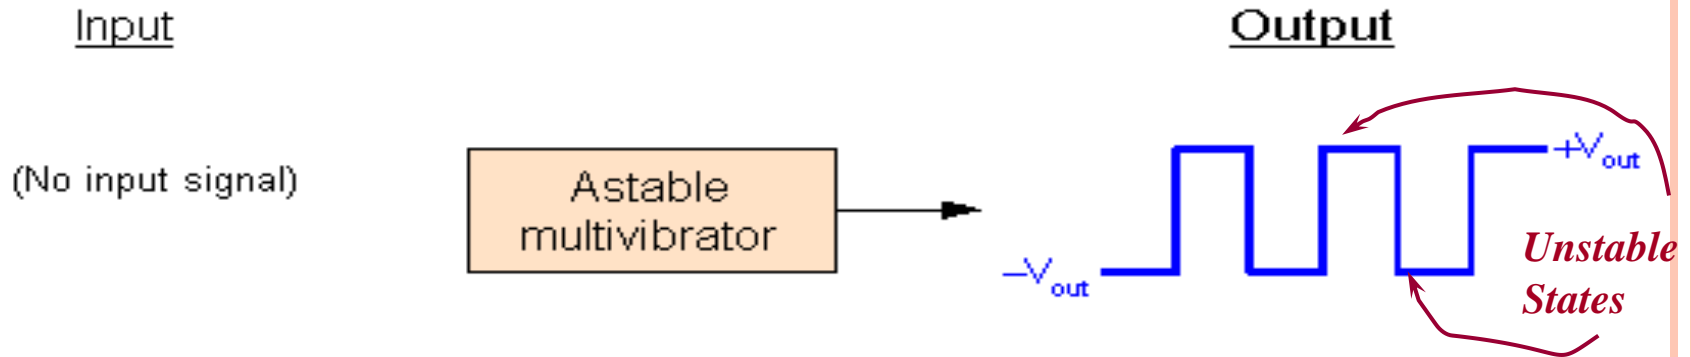 Input
Output
(No input signal)
Astable
multivibrator
+Vout
−Vout
Unstable
States